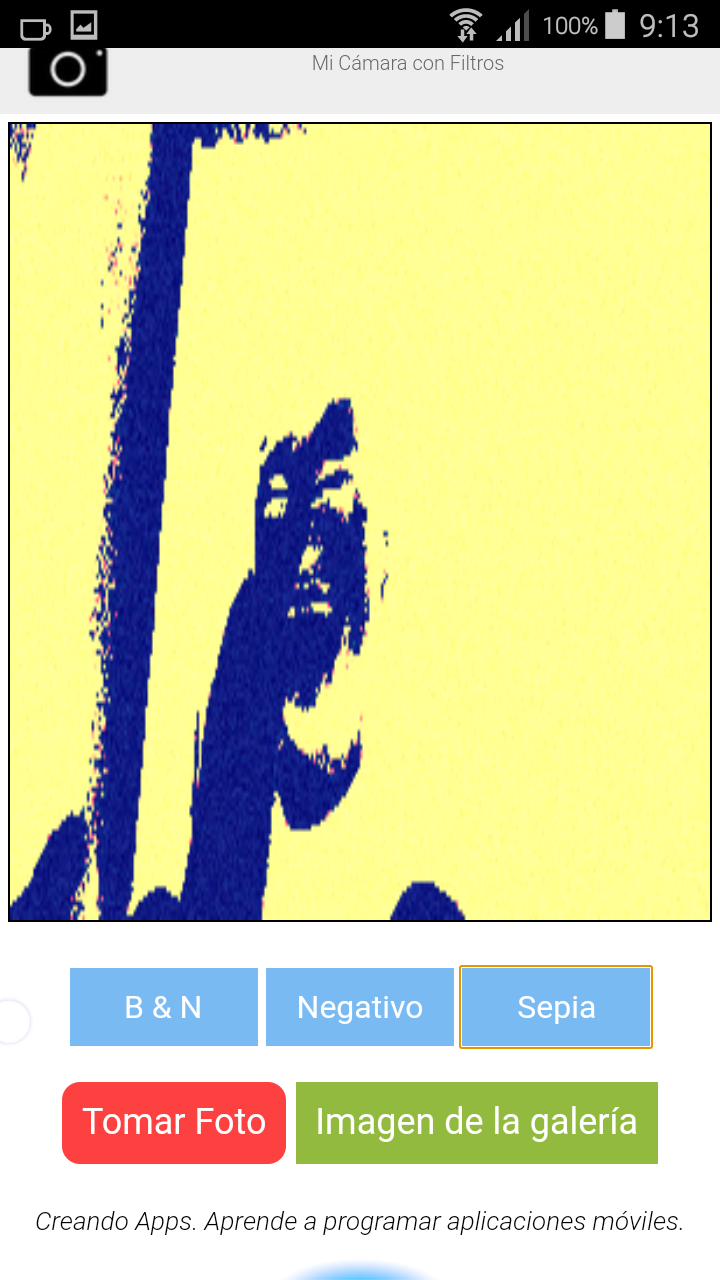 100% 9:13
Mi Cámara con Filtros
B & N Negativo Sepia
Tomar Foto Imagen de la galería
Creando Apps. Aprende a programar aplicaciones móviles.